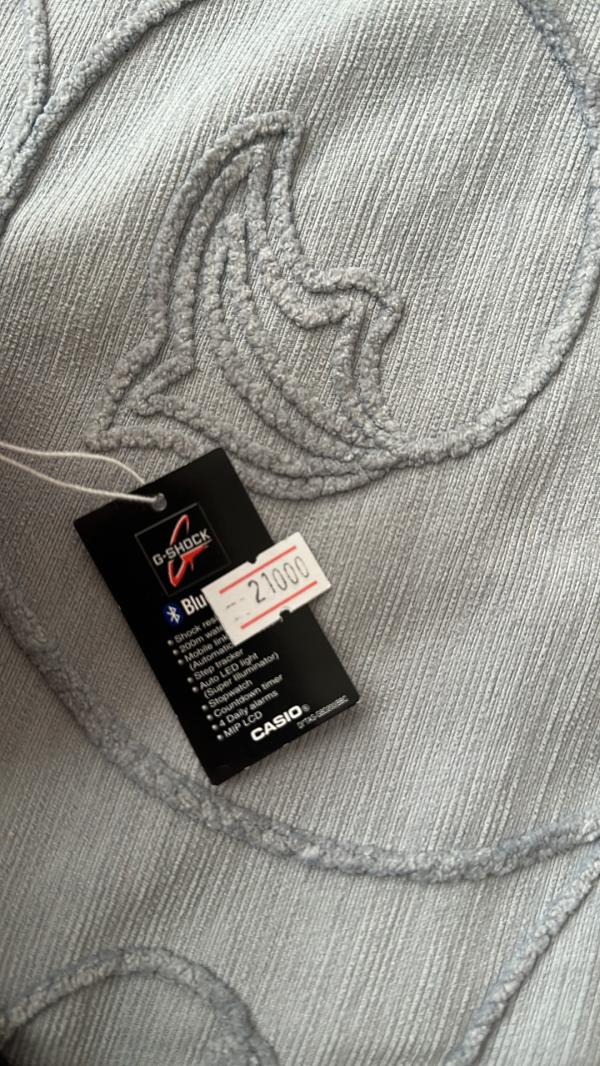 G-SHOCK
Blu
21000
• Shock res
• 200m wat
• Mobile link
(Automatic
• Step tracker
• Auto LED light
(Super Illuminator)
• Stopwatch
• Countdown timer
• 4 Daily alarms
• MIP LCD
CASIO®